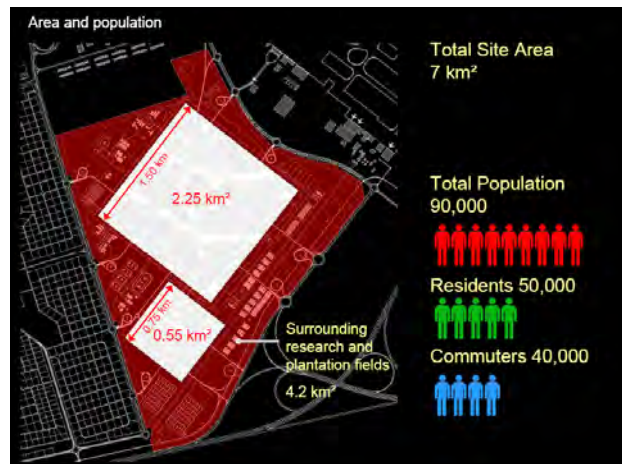 Area and population
Total Site Area
7 km²
1.50 km
2.25 km²
Total Population
90,000
Residents 50,000
0.75 km
0.55 km²
Surrounding
research and
plantation fields
4.2 km²
Commuters 40,000